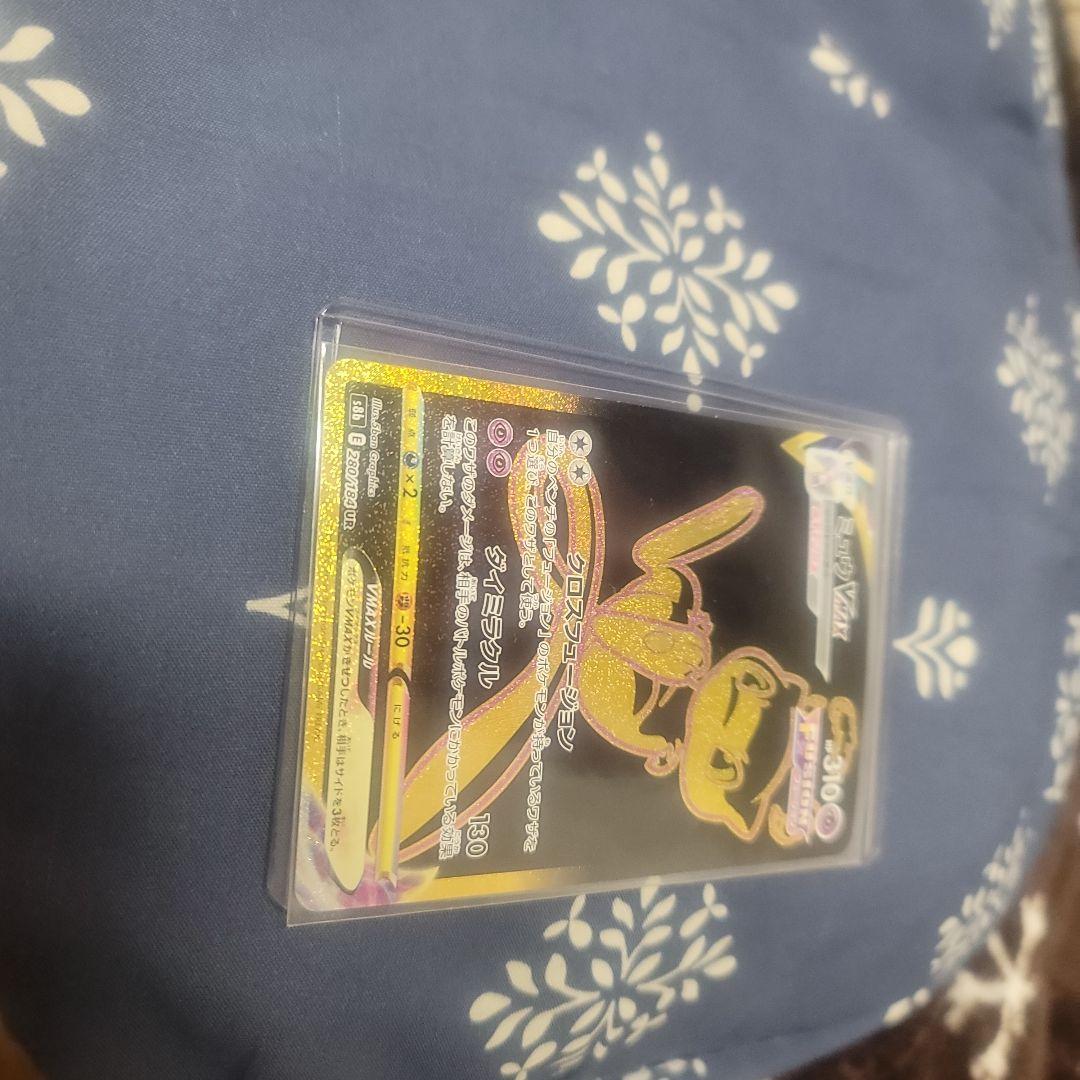 ミュウVMAX
HP 310
FUSION
クロスフュージョン
自分のベンチの「フュージョン」のポケモンが持っているワザを
1つ選び、このワザとして使う。
ダイミラクル 130
このワザのダメージは、相手のバトルポケモンにかかっている効果
を計算しない。
弱点 ×2 抵抗力 -30 にげる
Illus. aky CG Works
VMAXルール
ポケモンVMAXがきぜつしたとき、相手はサイドを3枚とる。
s8b E 280/184 UR